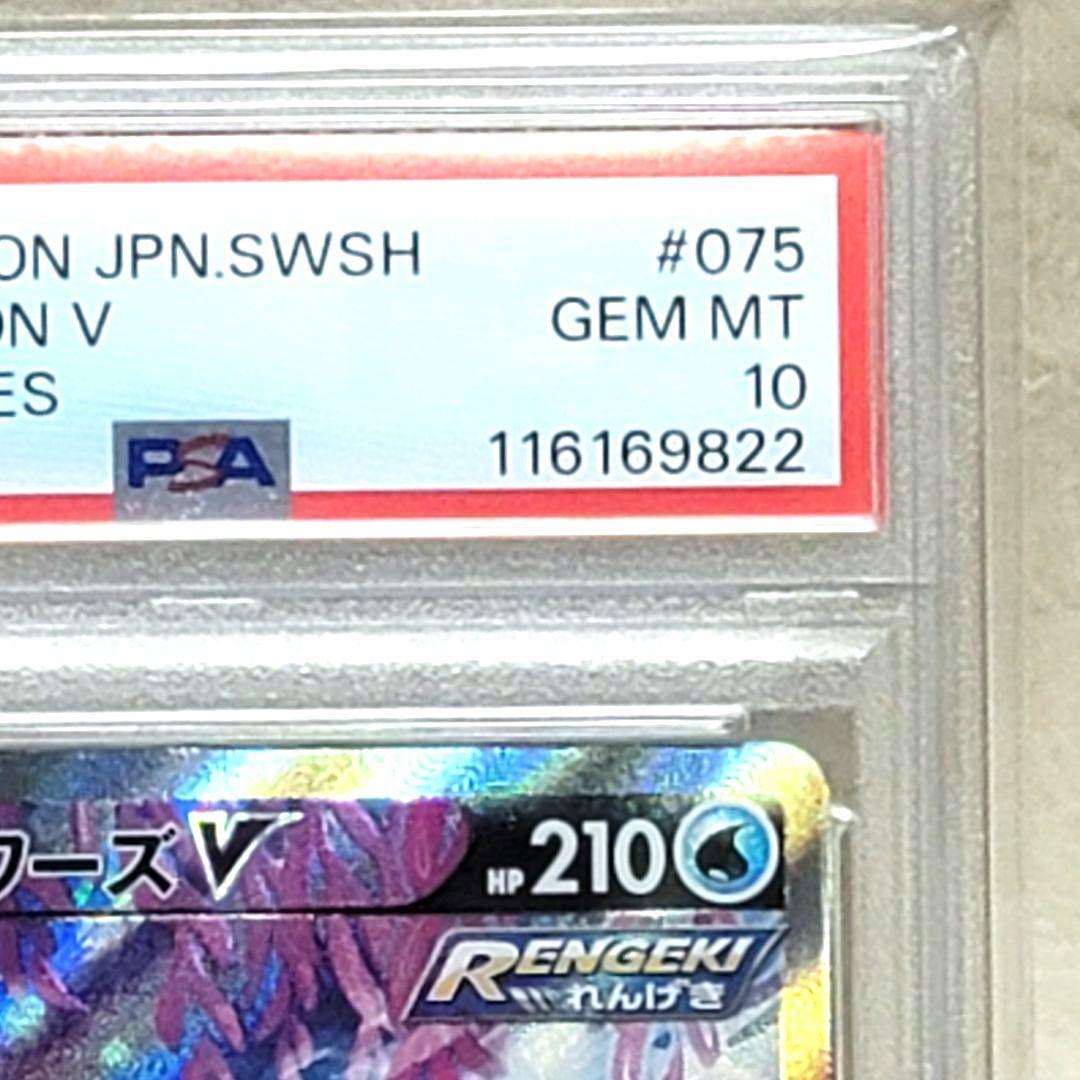 ON JPN.SWSH #075
ON V GEM MT
ES 10
PSA 116169822
ワーズV HP 210
RENGEKI
れんげき